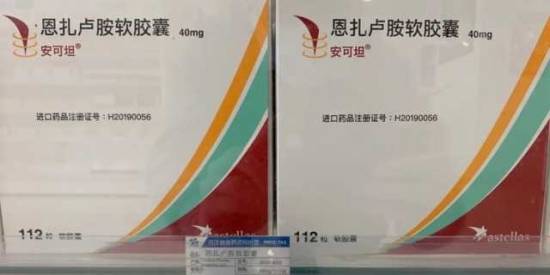 恩扎卢胺软胶囊 40mg
安可坦®
进口药品注册证号:H20190056
112粒 软胶囊
astellas
恩扎卢胺软胶囊 40mg
安可坦®
进口药品注册证号:H20190056
112粒 软胶囊
astellas
恩扎卢胺软胶囊